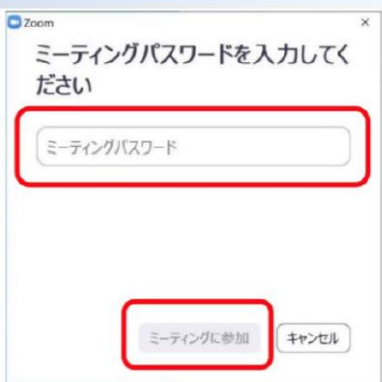 Zoom
ミーティングパスワードを入力してく
ださい
ミーティングパスワード
ミーティングに参加
キャンセル